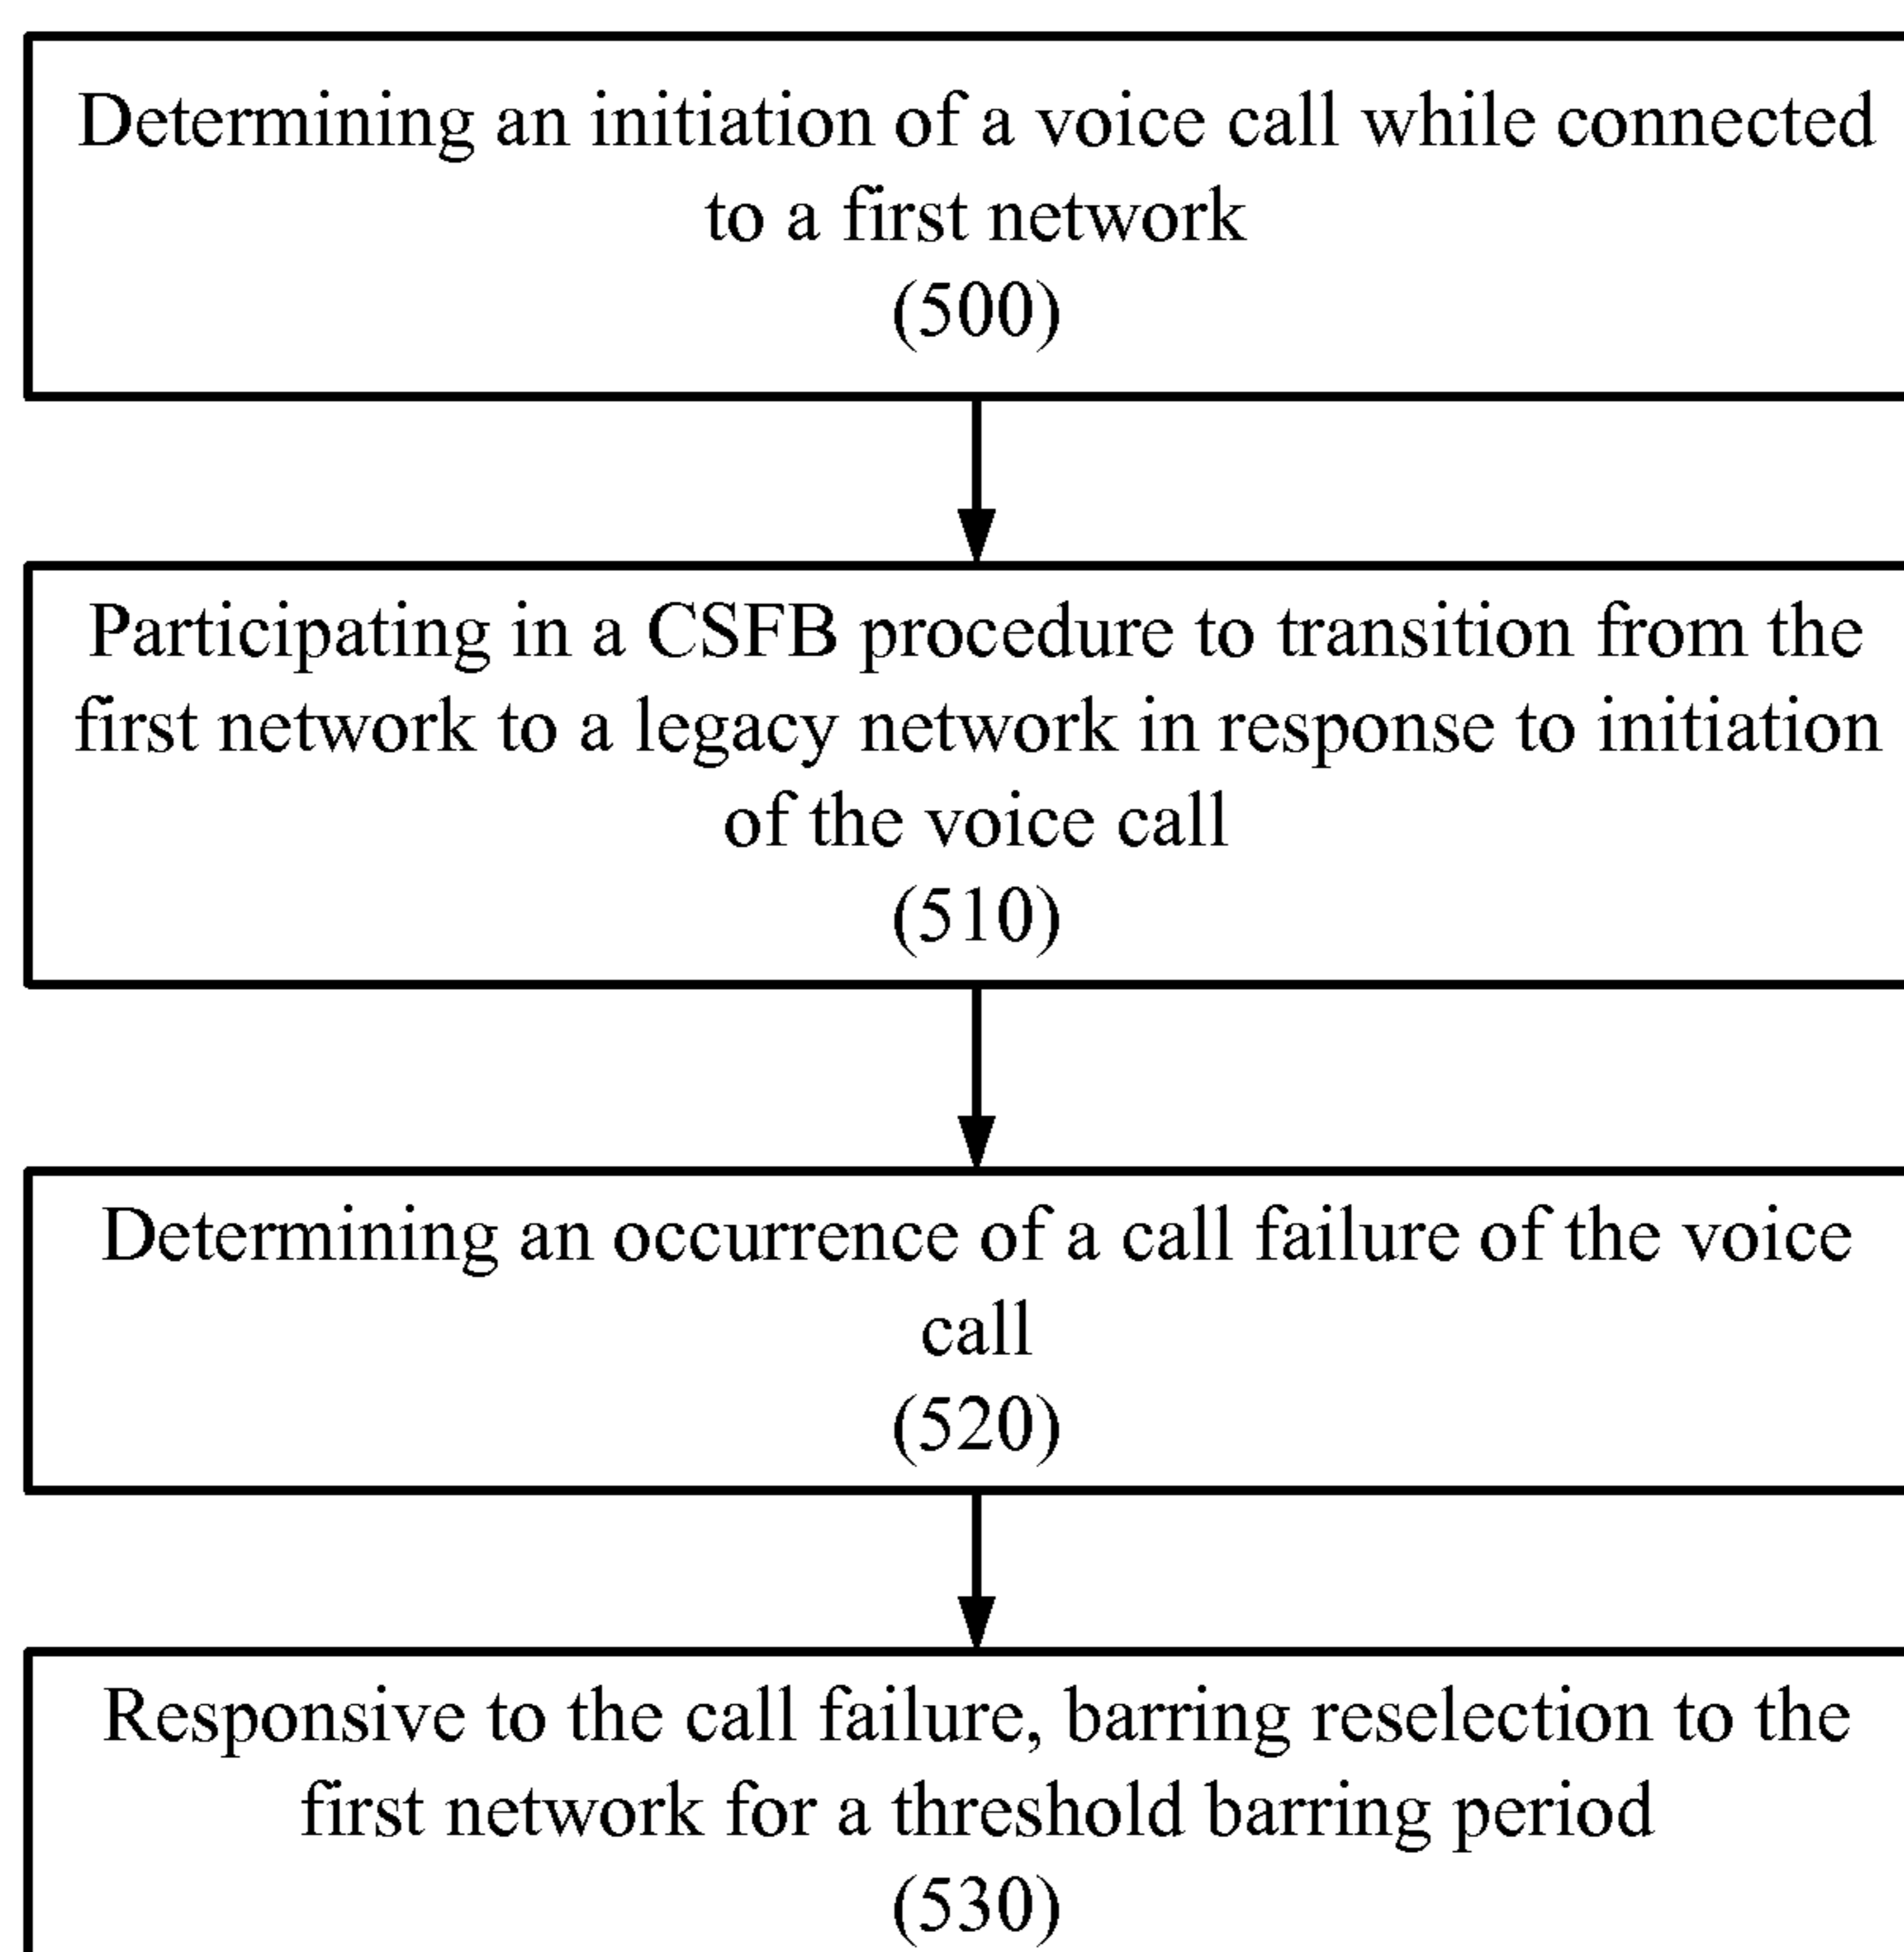 Determining an initiation of a voice call while connected
to a first network
(500)
Participating in a CSFB procedure to transition from the
first network to a legacy network in response to initiation
of the voice call
(510)
Determining an occurrence of a call failure of the voice
call
(520)
Responsive to the call failure, barring reselection to the
first network for a threshold barring period
(530)